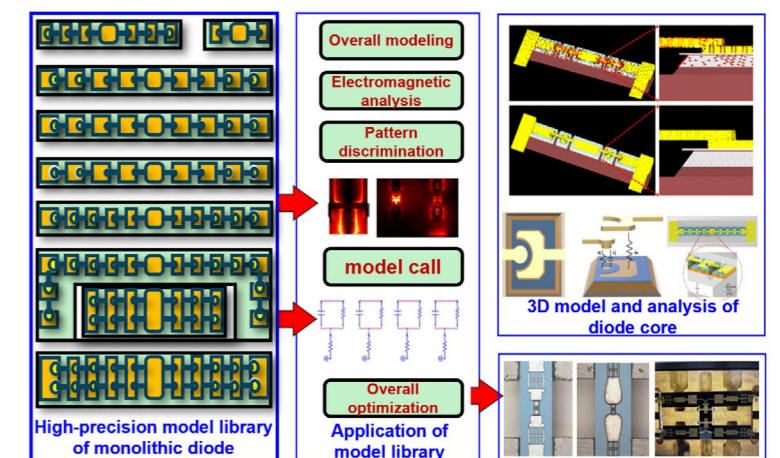 Overall modeling
Electromagnetic
analysis
Pattern
discrimination
model call
Overall
optimization
High-precision model library
of monolithic diode
Application of
model library
3D model and analysis of
diode core